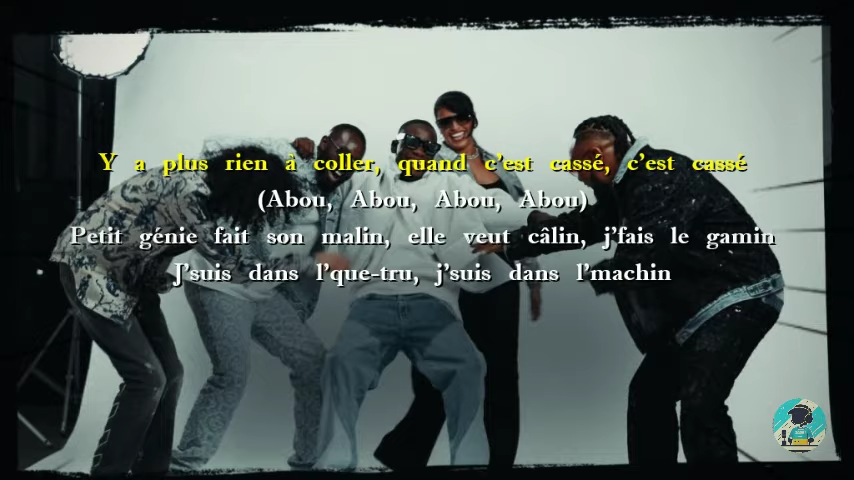 Y a plus rien à coller, quand c'est cassé, c'est cassé
(Abou, Abou, Abou, Abou)
Petit génie fait son malin, elle veut câlin, j'fais le gamin
J'suis dans l'que-tru, j'suis dans l'machin